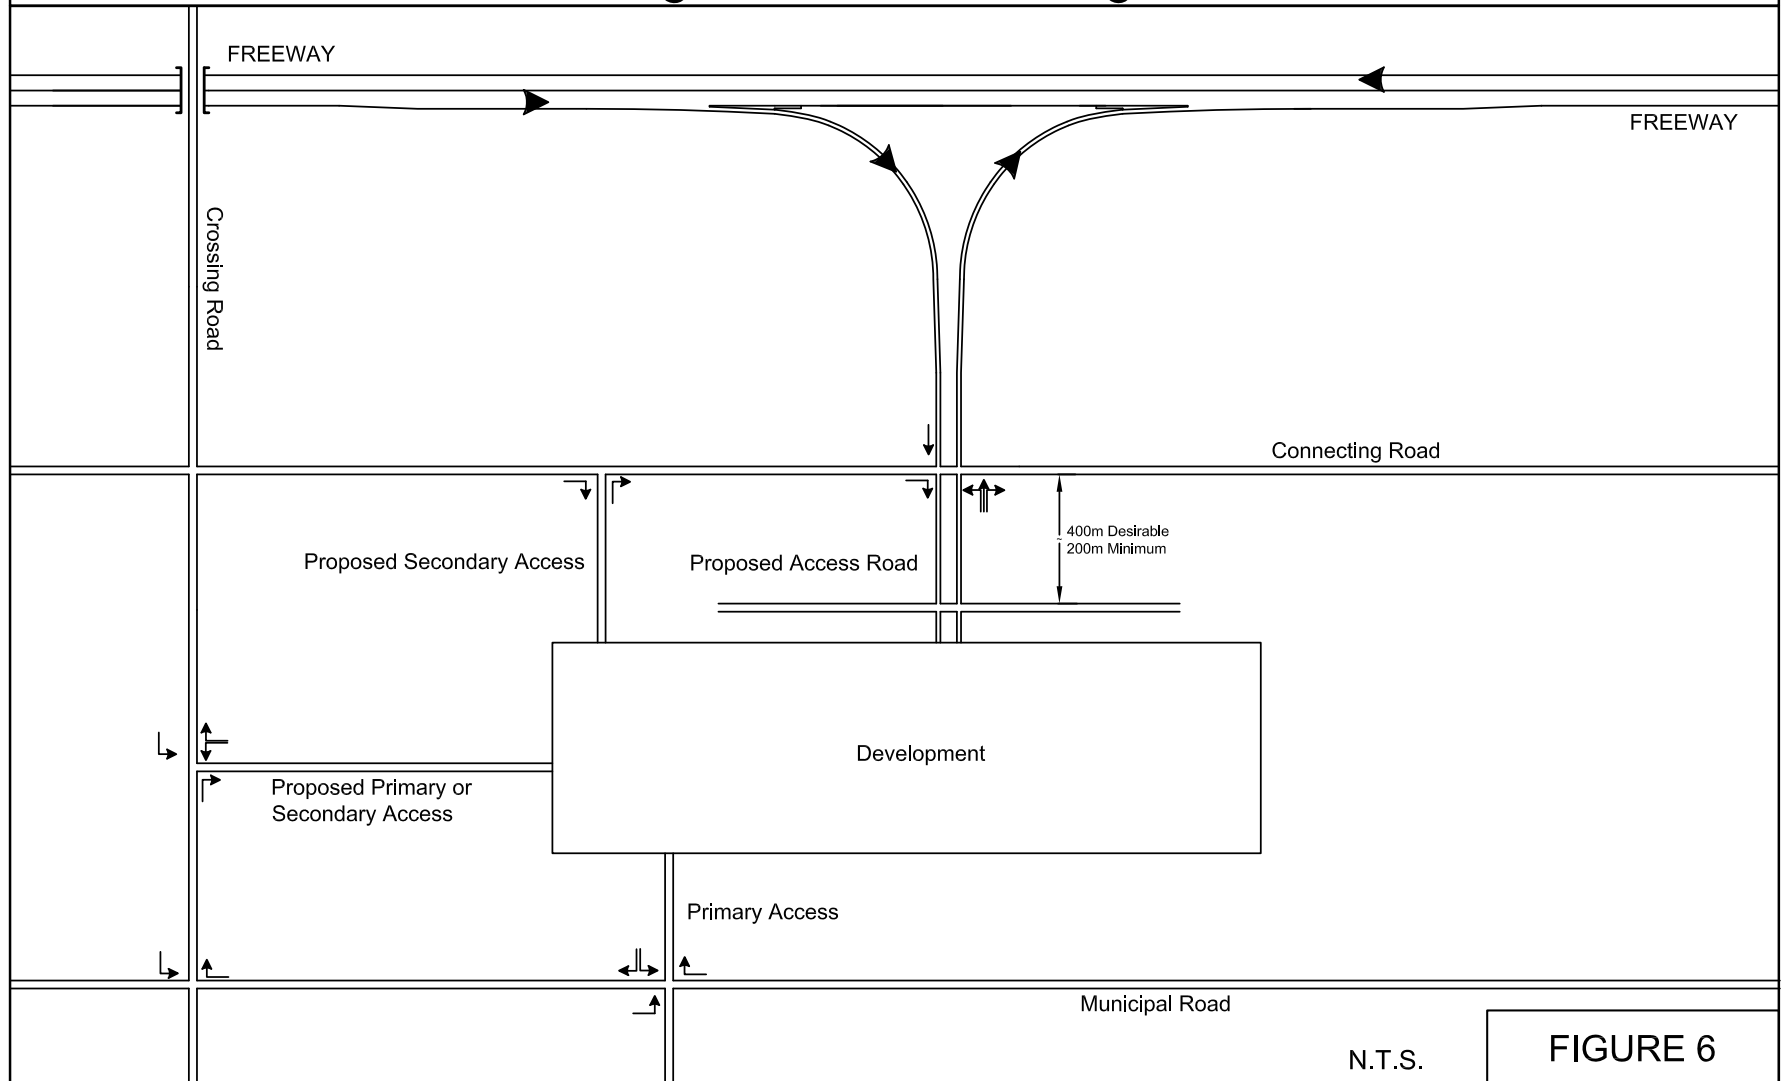 FREEWAY
FREEWAY
Crossing Road
Connecting Road
400m Desirable
200m Minimum
Proposed Secondary Access
Proposed Access Road
Development
Proposed Primary or
Secondary Access
Primary Access
Municipal Road
N.T.S.
FIGURE 6